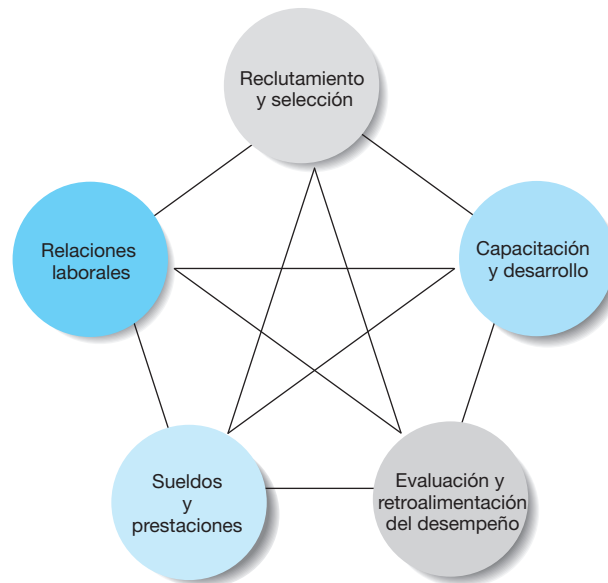 Reclutamiento
y selección
Relaciones
laborales
Capacitación
y desarrollo
Sueldos
y
prestaciones
Evaluación y
retroalimentación
del desempeño